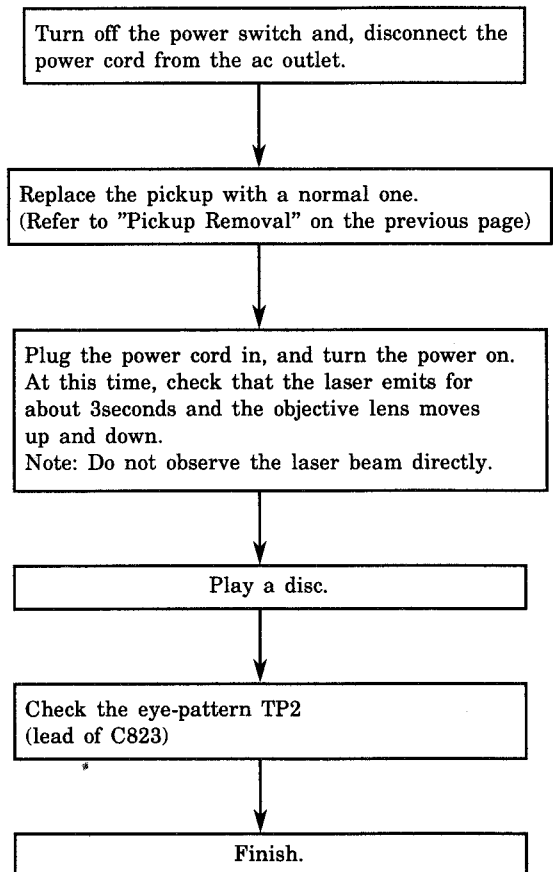 Turn off the power switch and, disconnect the
power cord from the ac outlet.
Replace the pickup with a normal one.
(Refer to ”Pickup Removal” on the previous page)
Plug the power cord in, and turn the power on.
At this time, check that the laser emits for
about 3seconds and the objective lens moves
up and down.
Note: Do not observe the laser beam directly.
Play a disc.
Check the eye-pattern TP2
(lead of C823)
Finish.